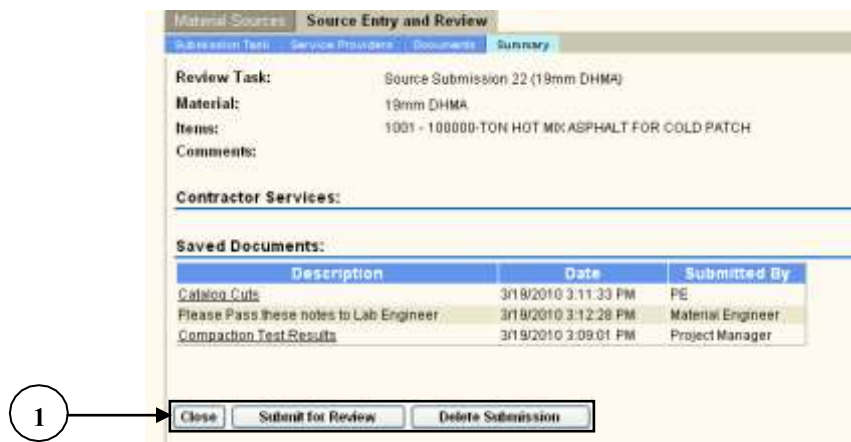 Material Sources Source Entry and Review
Submission Task Service Providers Documents Summary
Review Task: Source Submission 22 (19mm DHMA)
Material: 19mm DHMA
Items: 1001 - 100000-TON HOT MIX ASPHALT FOR COLD PATCH
Comments:
Contractor Services:
Saved Documents:
Description Date Submitted By
Catalog Cuts 3/19/2010 3:11:33 PM PE
Please Pass these notes to Lab Engineer 3/19/2010 3:12:28 PM Material Engineer
Compaction Test Results 3/19/2010 3:09:01 PM Project Manager
1 Close Submit for Review Delete Submission